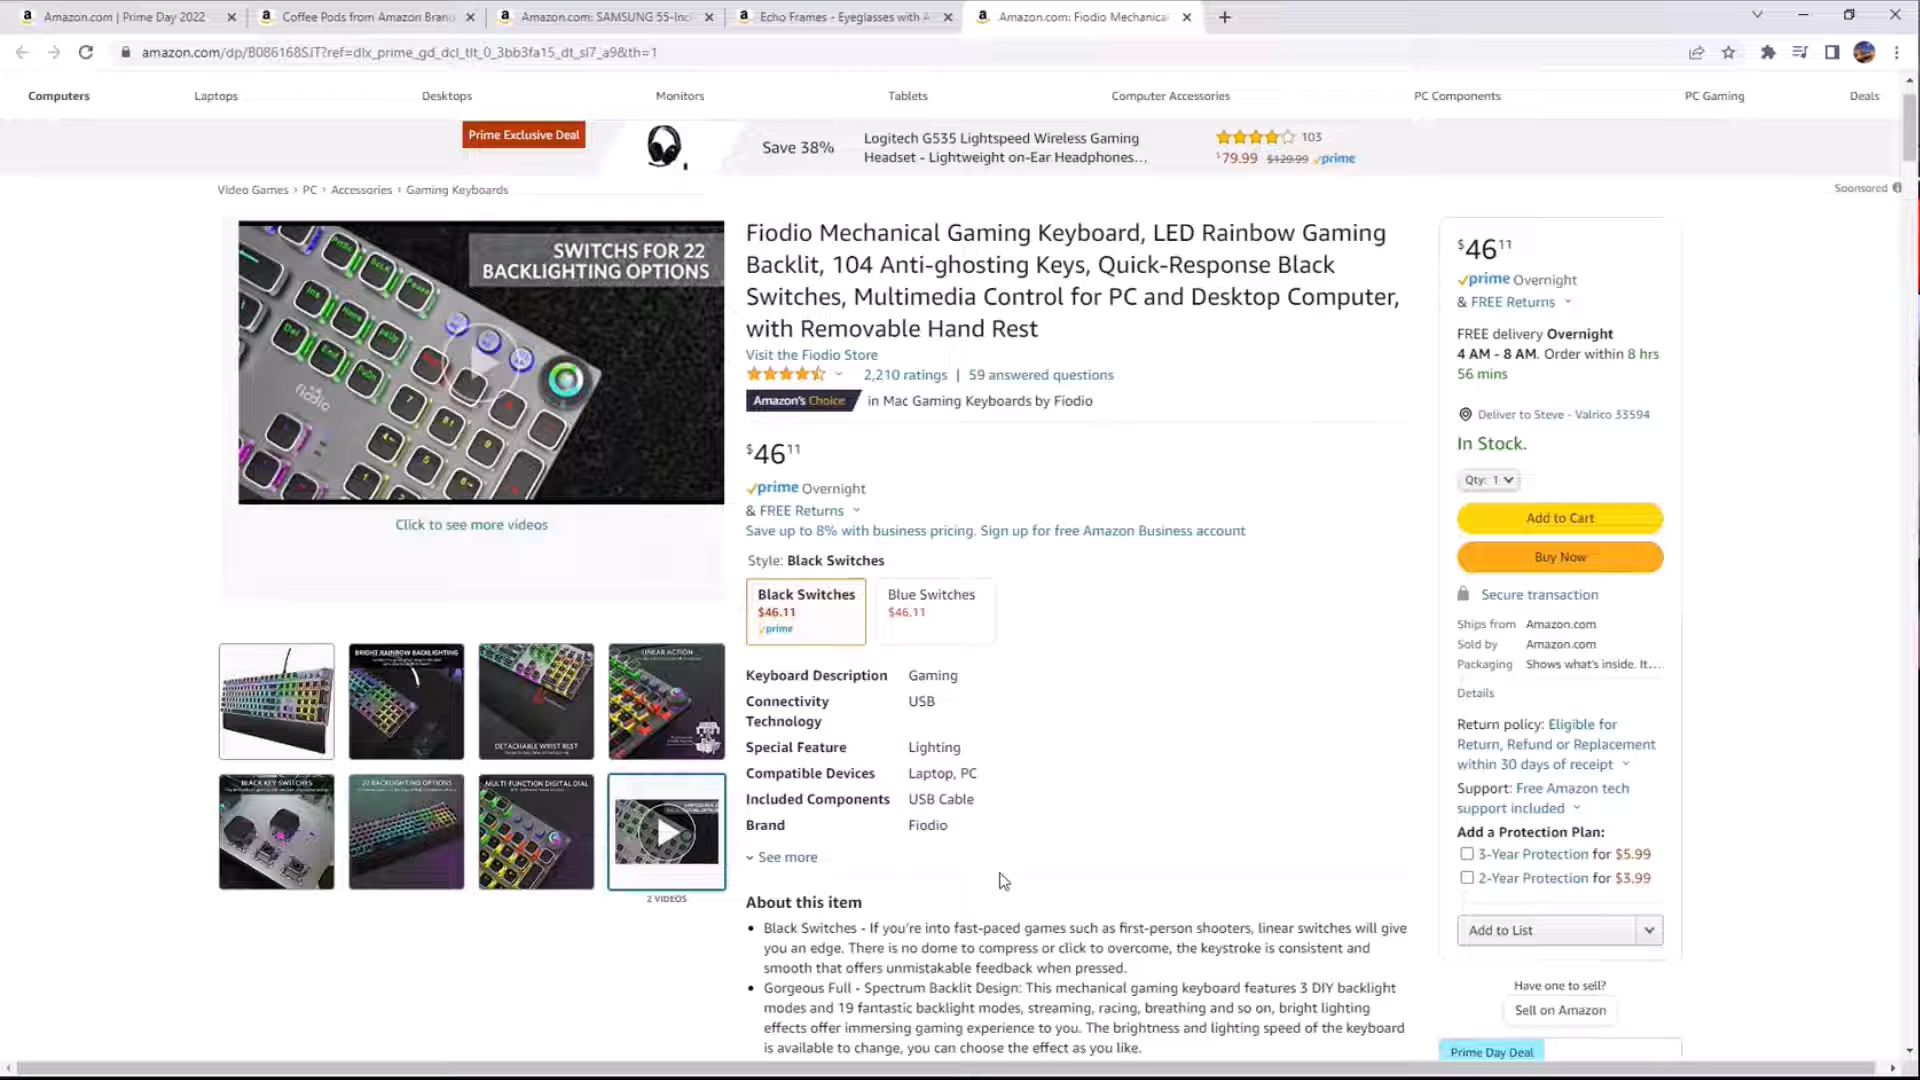 Amazon.com | Prime Day 2022
Coffee Pods from Amazon Bran
Amazon.com: SAMSUNG 55-Inc
Echo Frames - Eyeglasses with A
Amazon.com: Fiodio Mechanical
amazon.com/dp/B086168SJT?ref=dlx_prime_gd_dcl_tlt_0_3bb3fa15_dt_sl7_a9&th=1
Computers Laptops Desktops Monitors Tablets Computer Accessories PC Components PC Gaming Deals
Prime Exclusive Deal
Save 38%
Logitech G535 Lightspeed Wireless Gaming
Headset - Lightweight on-Ear Headphones...
103
$79.99 $129.99 prime
Sponsored
Video Games › PC › Accessories › Gaming Keyboards
SWITCHS FOR 22
BACKLIGHTING OPTIONS
fiodio
Click to see more videos
BRIGHT RAINBOW BACKLIGHTING
DETACHABLE WRIST REST
LINEAR ACTION
BLACK KEY SWITCHES
22 BACKLIGHTING OPTIONS
MULTI-FUNCTION DIGITAL DIAL
2 VIDEOS
Fiodio Mechanical Gaming Keyboard, LED Rainbow Gaming
Backlit, 104 Anti-ghosting Keys, Quick-Response Black
Switches, Multimedia Control for PC and Desktop Computer,
with Removable Hand Rest
Visit the Fiodio Store
2,210 ratings | 59 answered questions
Amazon's Choice in Mac Gaming Keyboards by Fiodio
$46 11
prime Overnight
& FREE Returns
Save up to 8% with business pricing. Sign up for free Amazon Business account
Style: Black Switches
Black Switches
$46.11
prime
Blue Switches
$46.11
Keyboard Description Gaming
Connectivity Technology USB
Special Feature Lighting
Compatible Devices Laptop, PC
Included Components USB Cable
Brand Fiodio
See more
About this item
• Black Switches - If you're into fast-paced games such as first-person shooters, linear switches will give
you an edge. There is no dome to compress or click to overcome, the keystroke is consistent and
smooth that offers unmistakable feedback when pressed.
• Gorgeous Full - Spectrum Backlit Design: This mechanical gaming keyboard features 3 DIY backlight
modes and 19 fantastic backlight modes, streaming, racing, breathing and so on, bright lighting
effects offer immersing gaming experience to you. The brightness and lighting speed of the keyboard
is available to change, you can choose the effect as you like.
$46 11
prime Overnight
& FREE Returns
FREE delivery Overnight
4 AM - 8 AM. Order within 8 hrs
56 mins
Deliver to Steve - Valrico 33594
In Stock.
Qty: 1
Add to Cart
Buy Now
Secure transaction
Ships from Amazon.com
Sold by Amazon.com
Packaging Shows what's inside. It....
Details
Return policy: Eligible for
Return, Refund or Replacement
within 30 days of receipt
Support: Free Amazon tech
support included
Add a Protection Plan:
3-Year Protection for $5.99
2-Year Protection for $3.99
Add to List
Have one to sell?
Sell on Amazon
Prime Day Deal